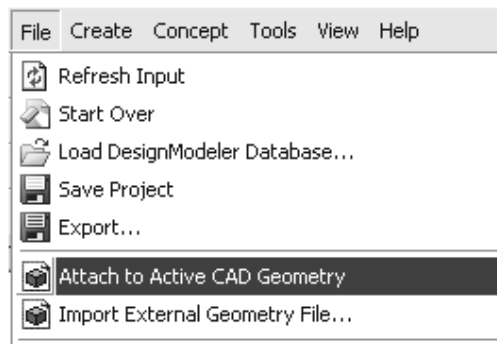 File Create Concept Tools View Help
Refresh Input
Start Over
Load DesignModeler Database...
Save Project
Export...
Attach to Active CAD Geometry
Import External Geometry File...